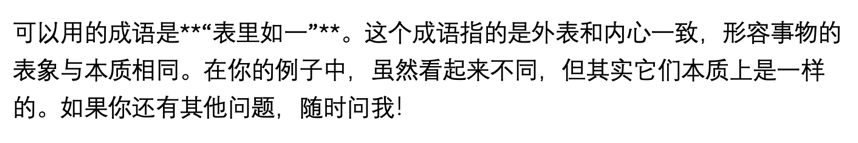 可以用的成语是**“表里如一”**。这个成语指的是外表和内心一致，形容事物的
表象与本质相同。在你的例子中，虽然看起来不同，但其实它们本质上是一样
的。如果你还有其他问题，随时问我！